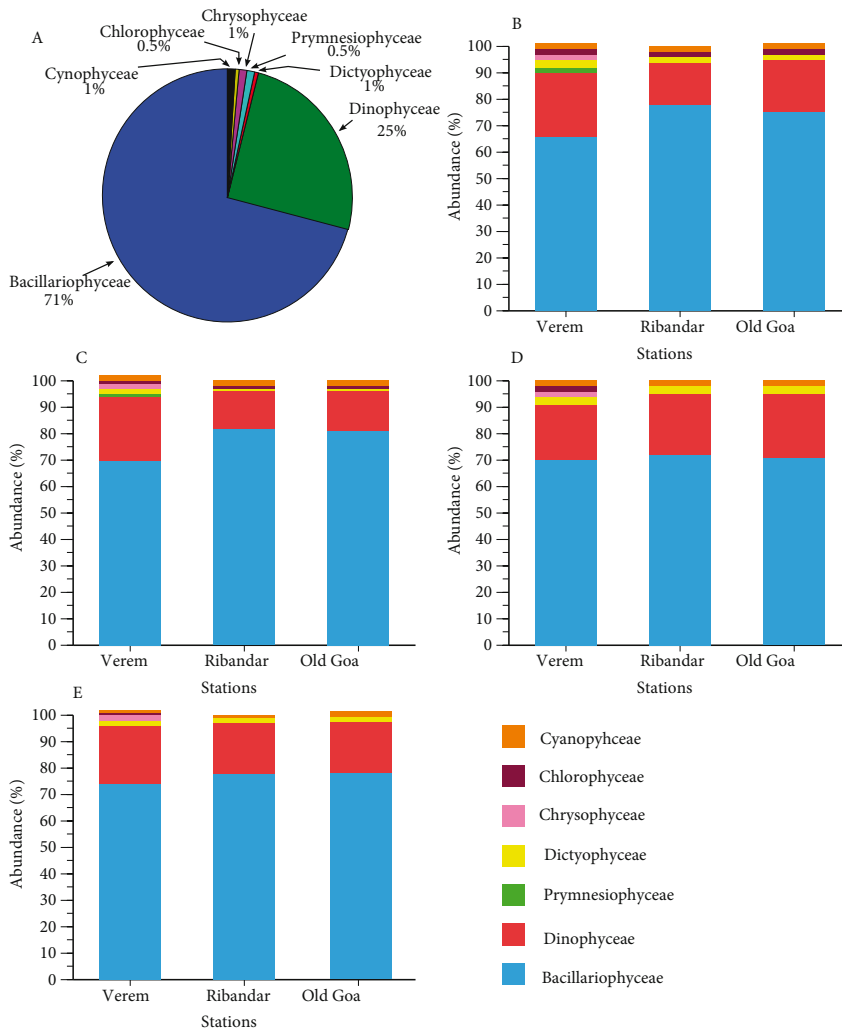 A
Chrysophyceae
1%
Chlorophyceae
0.5%
Prymnesiophyceae
0.5%
Cynophyceae
1%
Dictyophyceae
1%
Dinophyceae
25%
Bacillariophyceae
71%
B
Abundance (%)
100
90
80
70
60
50
40
30
20
10
0
Verem Ribandar Old Goa
Stations
C
Abundance (%)
100
90
80
70
60
50
40
30
20
10
0
Verem Ribandar Old Goa
Stations
D
Abundance (%)
100
90
80
70
60
50
40
30
20
10
0
Verem Ribandar Old Goa
Stations
E
Abundance (%)
100
90
80
70
60
50
40
30
20
10
0
Verem Ribandar Old Goa
Stations
Cyanopyhceae
Chlorophyceae
Chrysophyceae
Dictyophyceae
Prymnesiophyceae
Dinophyceae
Bacillariophyceae